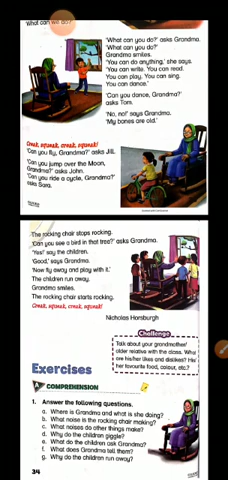 'What can we do?'
'What can you do?' asks Grandma.
'What can you do?'
Grandma smiles.
'You can do anything,' she says.
'You can write. You can read.
You can play. You can sing.
You can dance.'
'Can you dance, Grandma?'
asks Tom.
'No, no!' says Grandma.
'My bones are old.'
Creak, squeak, creak, squeak!
'Can you fly, Grandma?' asks Jill.
'Can you jump over the Moon,
Grandma?' asks John.
'Can you ride a cycle, Grandma?'
asks Sara.
The rocking chair stops rocking.
'Can you see a bird in that tree?' asks Grandma.
'Yes!' say the children.
'Good,' says Grandma.
'Now fly away and play with it.'
The children run away.
Grandma smiles.
The rocking chair starts rocking.
Creak, squeak, creak, squeak!
Nicholas Horsburgh
Challenge
Talk about your grandmother/
older relative with the class. What
are his/her likes and dislikes? His/
her favourite food, colour, etc.?
Exercises
A COMPREHENSION
1. Answer the following questions.
a. Where is Grandma and what is she doing?
b. What noise is the rocking chair making?
c. What noises do other things make?
d. Why do the children giggle?
e. What do the children ask Grandma?
f. What does Grandma tell them?
g. Why do the children run away?
34